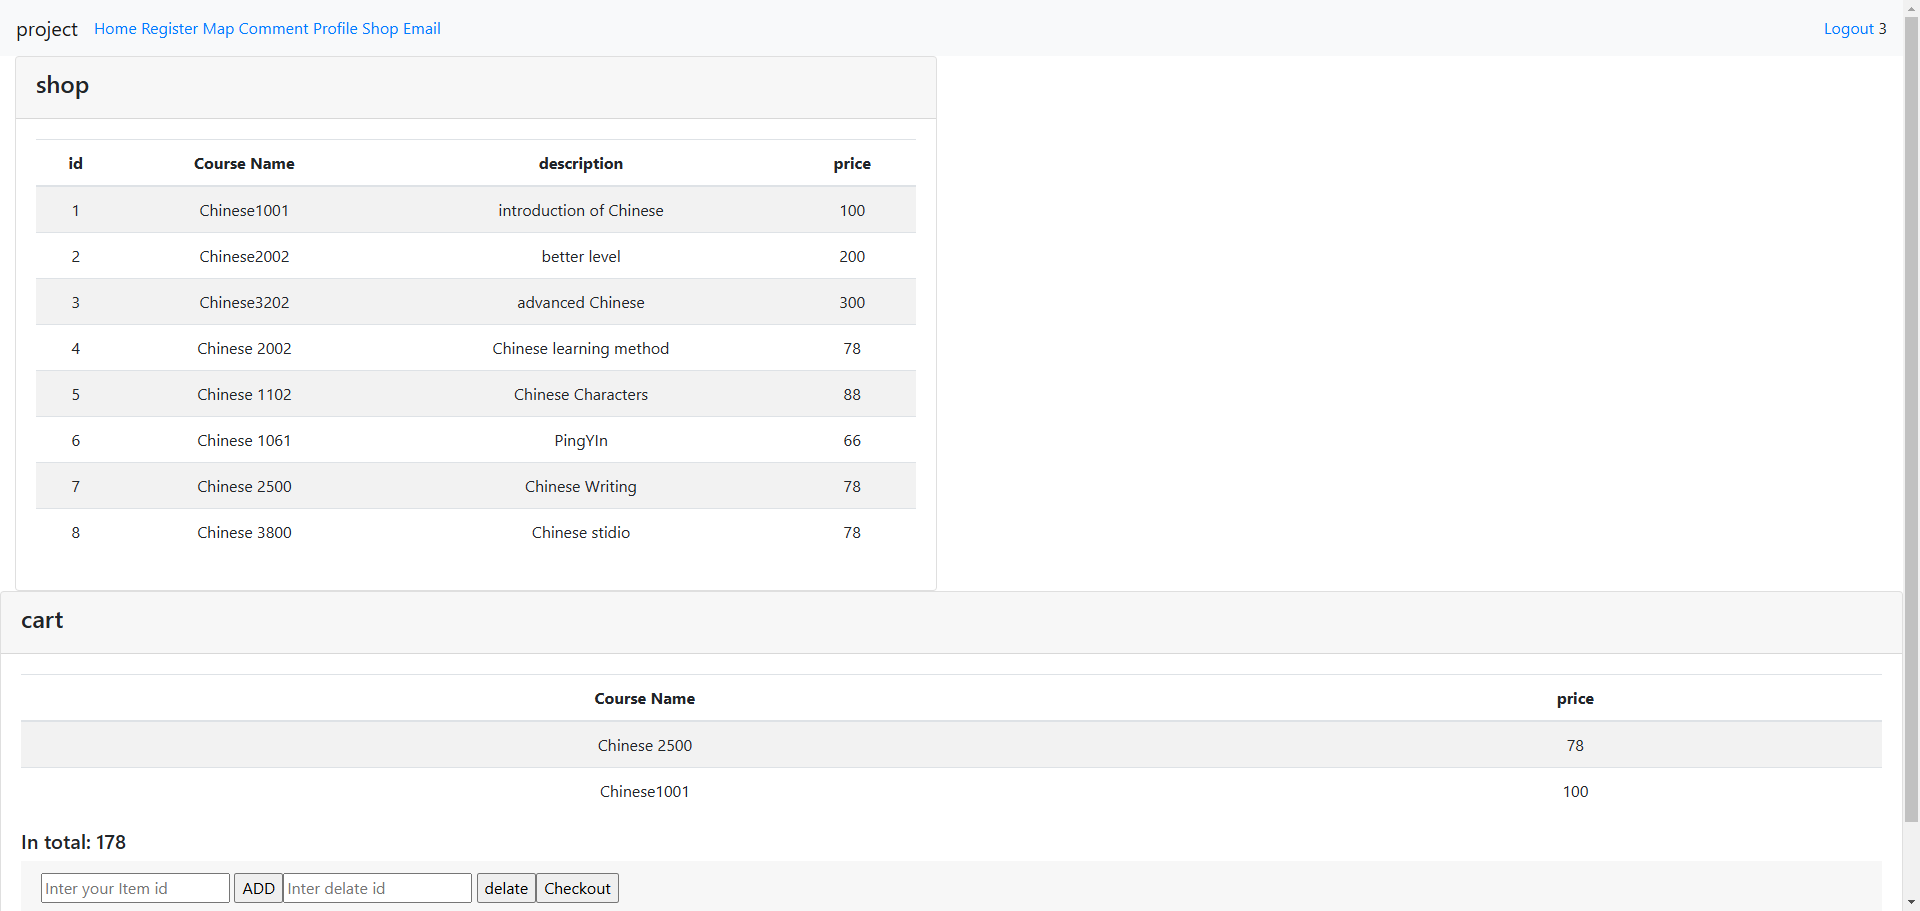 project Home Register Map Comment Profile Shop Email Logout 3
shop
id Course Name description price
1 Chinese1001 introduction of Chinese 100
2 Chinese2002 better level 200
3 Chinese3202 advanced Chinese 300
4 Chinese 2002 Chinese learning method 78
5 Chinese 1102 Chinese Characters 88
6 Chinese 1061 PingYIn 66
7 Chinese 2500 Chinese Writing 78
8 Chinese 3800 Chinese stidio 78
cart
Course Name price
Chinese 2500 78
Chinese1001 100
In total: 178
Enter your Item id ADD Inter delate id delate Checkout